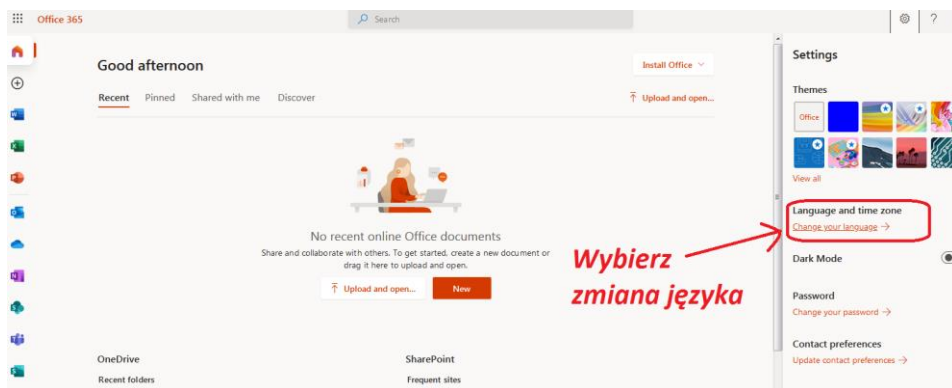 Office 365
Search
?
Good afternoon
Install Office
Recent Pinned Shared with me Discover
Upload and open...
No recent online Office documents
Share and collaborate with others. To get started, create a new document or
drag it here to upload and open.
Upload and open... New
OneDrive
Recent folders
SharePoint
Frequent sites
Wybierz
zmiana języka
Settings
Themes
Office
View all
Language and time zone
Change your language →
Dark Mode
Password
Change your password →
Contact preferences
Update contact preferences →